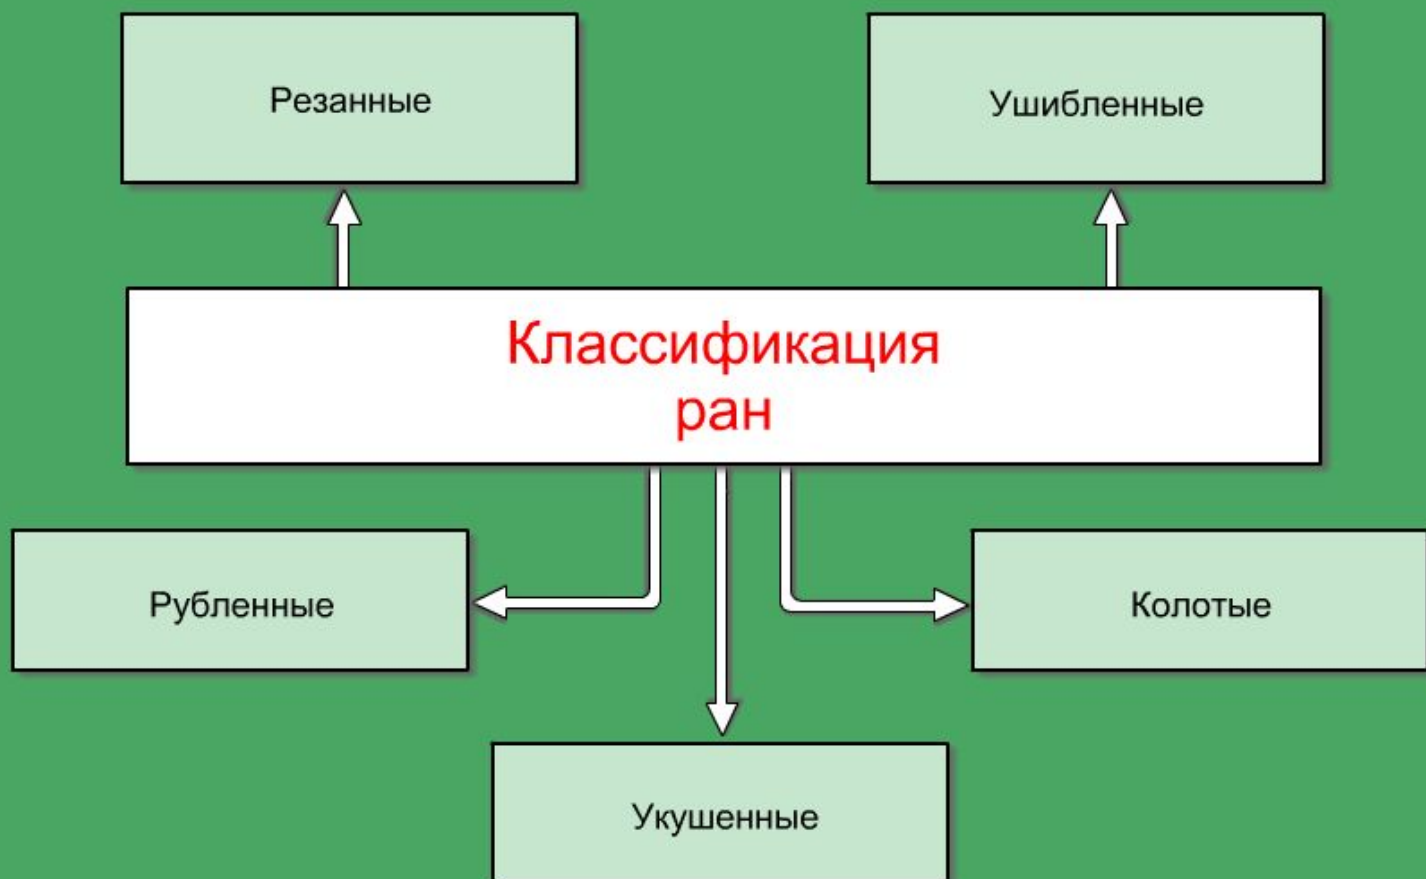 Резанные
Ушибленные
Классификация
ран
Рубленные
Колотые
Укушенные